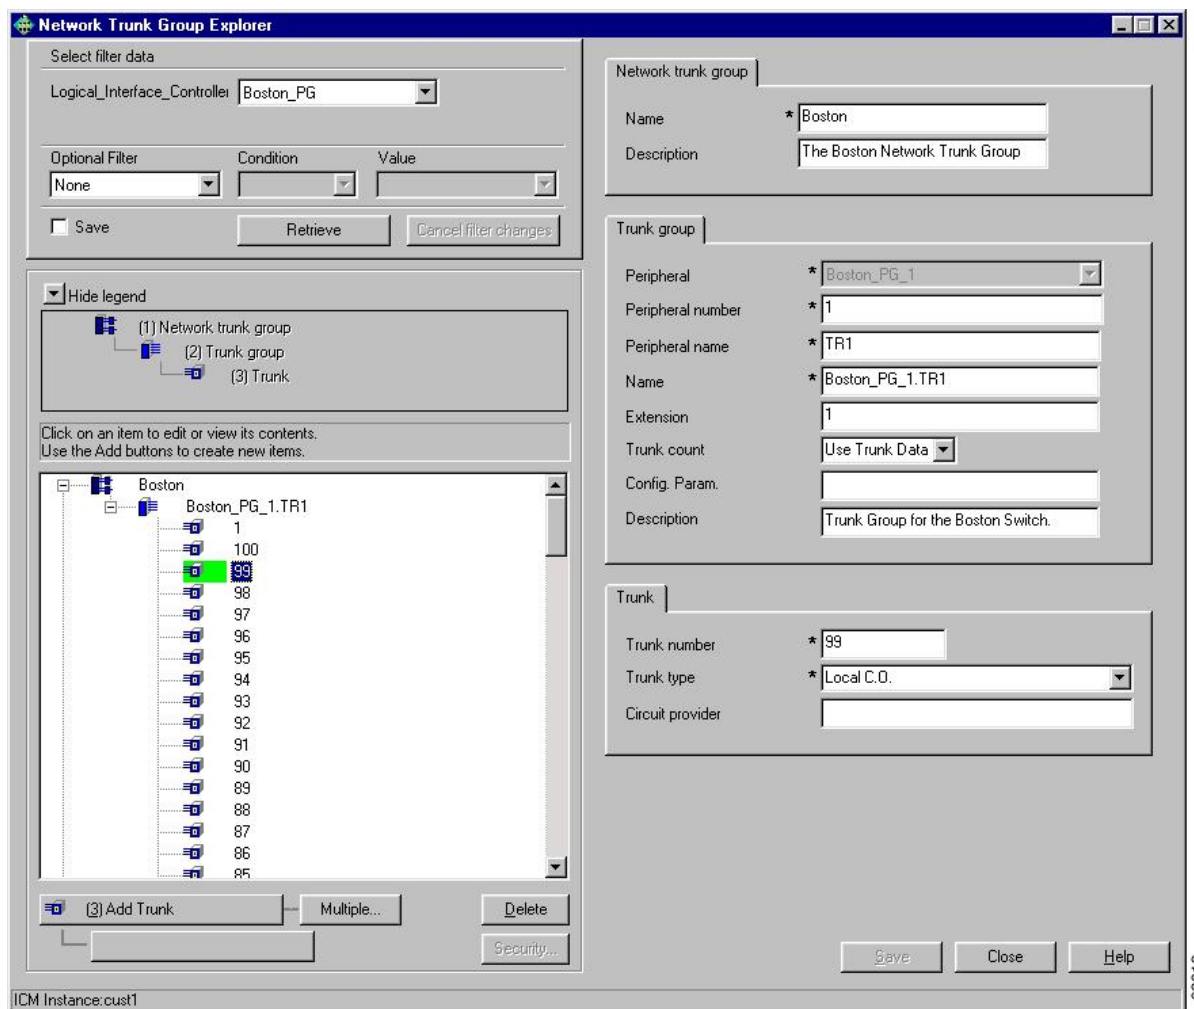 Network Trunk Group Explorer
Select filter data
Logical_Interface_Controller Boston_PG
Optional Filter Condition Value
None
Save Retrieve Cancel filter changes
Hide legend
(1) Network trunk group
(2) Trunk group
(3) Trunk
Click on an item to edit or view its contents.
Use the Add buttons to create new items.
Boston
Boston_PG_1.TR1
1
100
99
98
97
96
95
94
93
92
91
90
89
88
87
86
85
(3) Add Trunk Multiple... Delete
Security...
Network trunk group
Name * Boston
Description The Boston Network Trunk Group
Trunk group
Peripheral * Boston_PG_1
Peripheral number * 1
Peripheral name * TR1
Name * Boston_PG_1.TR1
Extension 1
Trunk count Use Trunk Data
Config. Param.
Description Trunk Group for the Boston Switch.
Trunk
Trunk number * 99
Trunk type * Local C.O.
Circuit provider
Save Close Help
ICM Instance:cust1